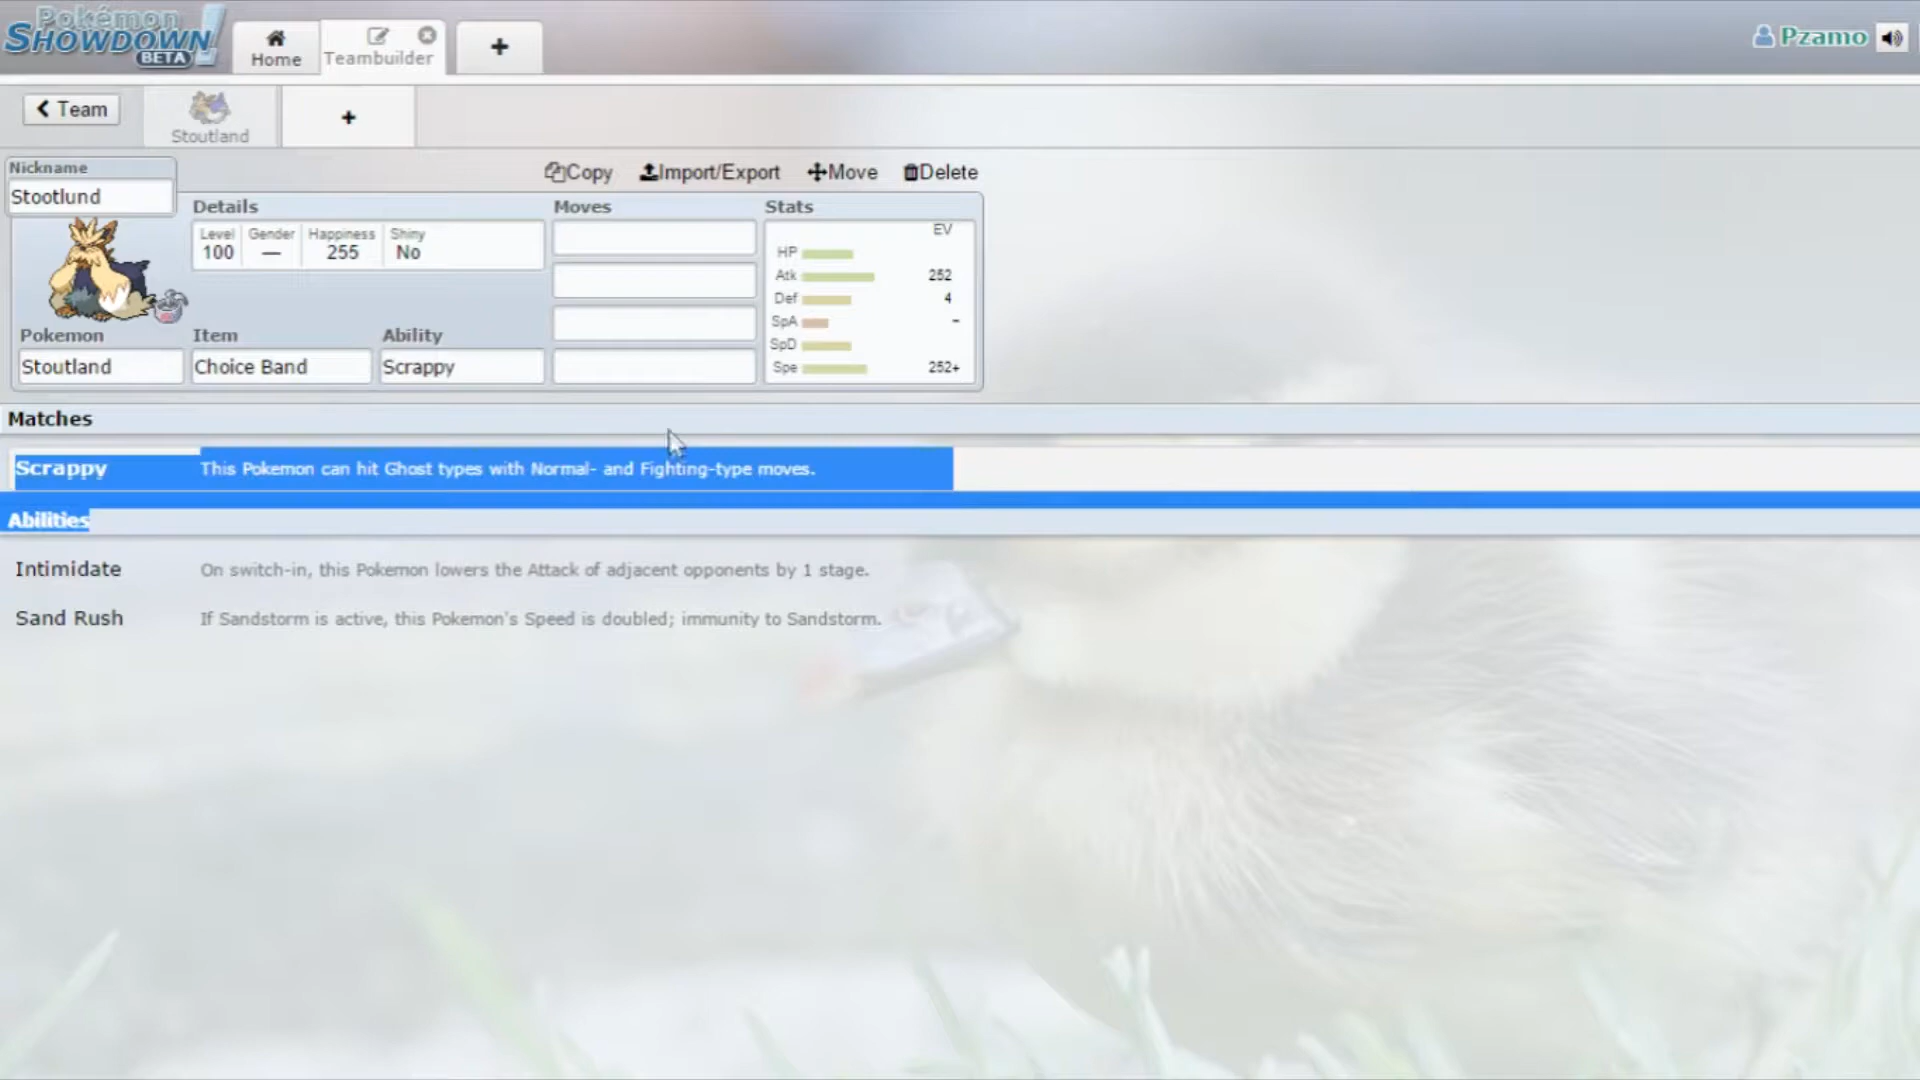 Pokémon
SHOWDOWN!
BETA
Home
Teambuilder
+
Pzamo
Team
Stoutland
+
Nickname
Stootlund
Copy Import/Export Move Delete
Details
Level Gender Happiness Shiny
100 — 255 No
Moves
Stats
EV
HP
Atk 252
Def 4
SpA -
SpD
Spe 252+
Pokemon Item Ability
Stoutland Choice Band Scrappy
Matches
Scrappy This Pokemon can hit Ghost types with Normal- and Fighting-type moves.
Abilities
Intimidate On switch-in, this Pokemon lowers the Attack of adjacent opponents by 1 stage.
Sand Rush If Sandstorm is active, this Pokemon's Speed is doubled; immunity to Sandstorm.